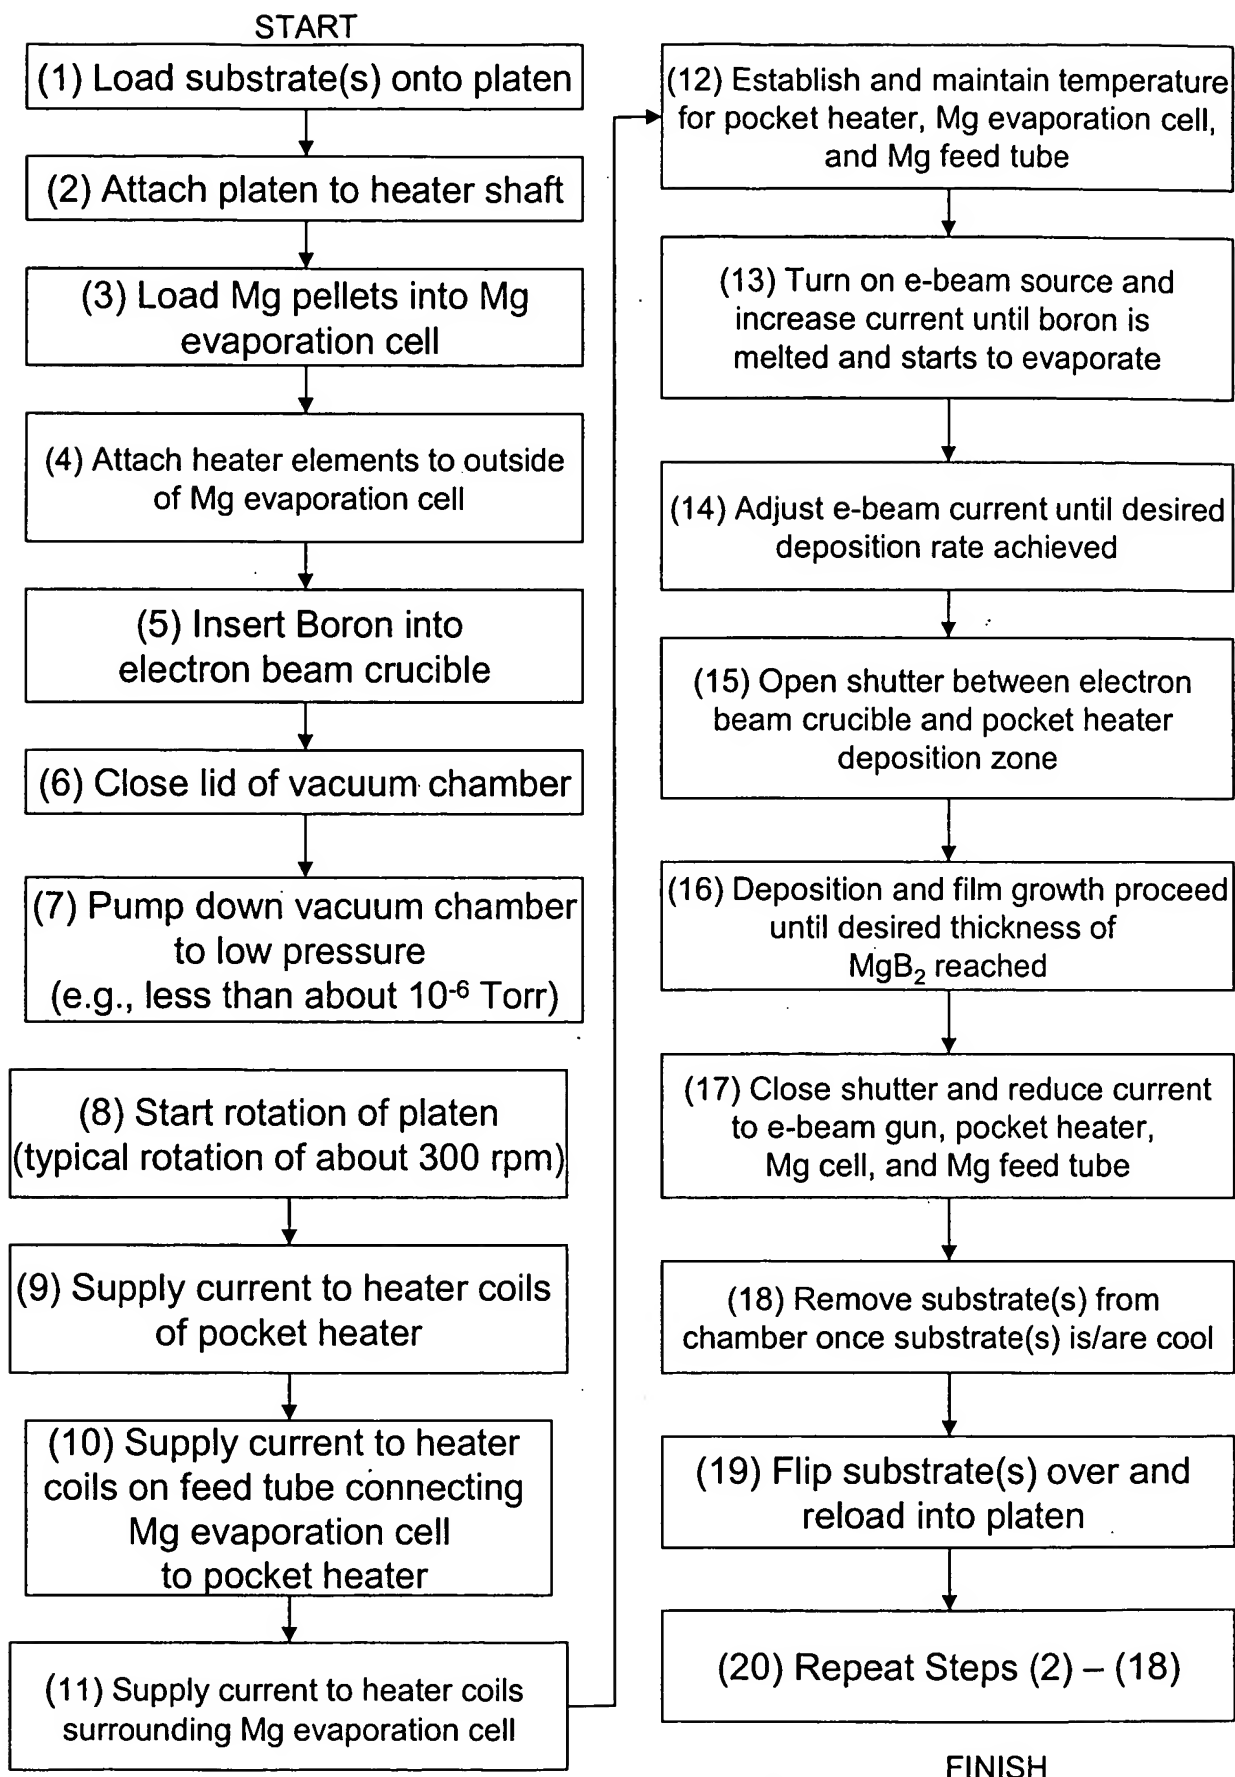 START
(1) Load substrate(s) onto platen
(2) Attach platen to heater shaft
(3) Load Mg pellets into Mg
evaporation cell
(4) Attach heater elements to outside
of Mg evaporation cell
(5) Insert Boron into
electron beam crucible
(6) Close lid of vacuum chamber
(7) Pump down vacuum chamber
to low pressure
(e.g., less than about 10⁻⁶ Torr)
(8) Start rotation of platen
(typical rotation of about 300 rpm)
(9) Supply current to heater coils
of pocket heater
(10) Supply current to heater
coils on feed tube connecting
Mg evaporation cell
to pocket heater
(11) Supply current to heater coils
surrounding Mg evaporation cell
(12) Establish and maintain temperature
for pocket heater, Mg evaporation cell,
and Mg feed tube
(13) Turn on e-beam source and
increase current until boron is
melted and starts to evaporate
(14) Adjust e-beam current until desired
deposition rate achieved
(15) Open shutter between electron
beam crucible and pocket heater
deposition zone
(16) Deposition and film growth proceed
until desired thickness of
MgB₂ reached
(17) Close shutter and reduce current
to e-beam gun, pocket heater,
Mg cell, and Mg feed tube
(18) Remove substrate(s) from
chamber once substrate(s) is/are cool
(19) Flip substrate(s) over and
reload into platen
(20) Repeat Steps (2) – (18)
FINISH